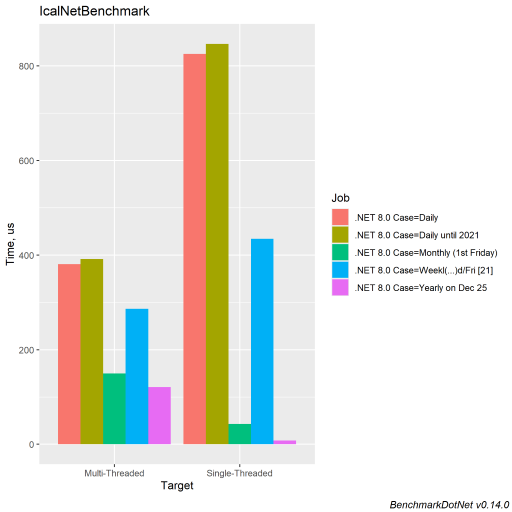 IcalNetBenchmark
Time, us
800
600
400
200
0
Multi-Threaded
Single-Threaded
Target
Job
.NET 8.0 Case=Daily
.NET 8.0 Case=Daily until 2021
.NET 8.0 Case=Monthly (1st Friday)
.NET 8.0 Case=Weekl(...)d/Fri [21]
.NET 8.0 Case=Yearly on Dec 25
BenchmarkDotNet v0.14.0